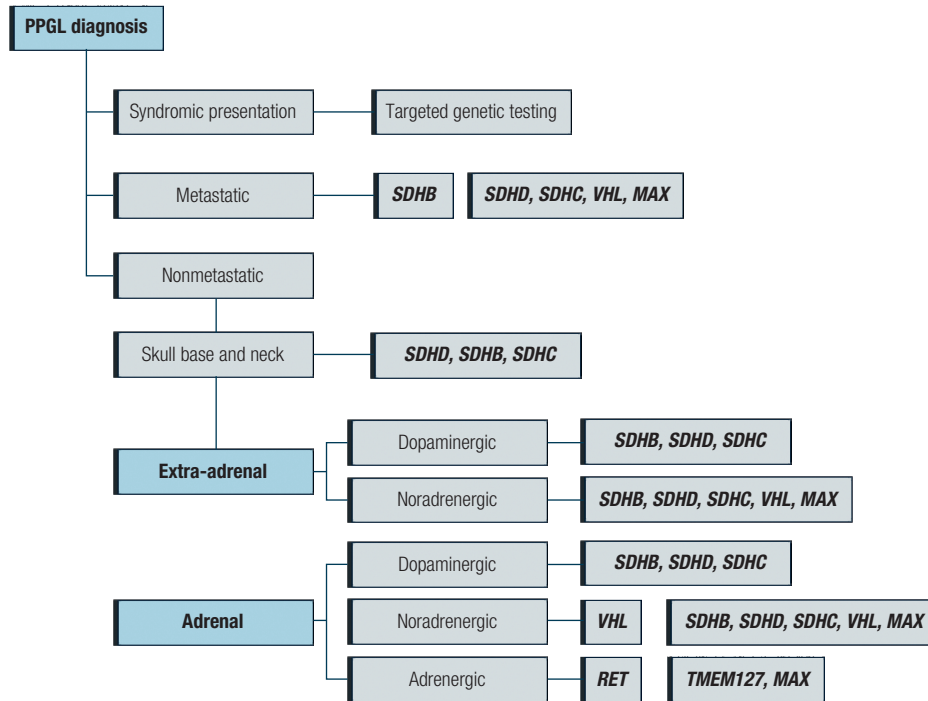 PPGL diagnosis
Syndromic presentation
Targeted genetic testing
Metastatic
SDHB
SDHD, SDHC, VHL, MAX
Nonmetastatic
Skull base and neck
SDHD, SDHB, SDHC
Extra-adrenal
Dopaminergic
SDHB, SDHD, SDHC
Noradrenergic
SDHB, SDHD, SDHC, VHL, MAX
Adrenal
Dopaminergic
SDHB, SDHD, SDHC
Noradrenergic
VHL
SDHB, SDHD, SDHC, VHL, MAX
Adrenergic
RET
TMEM127, MAX